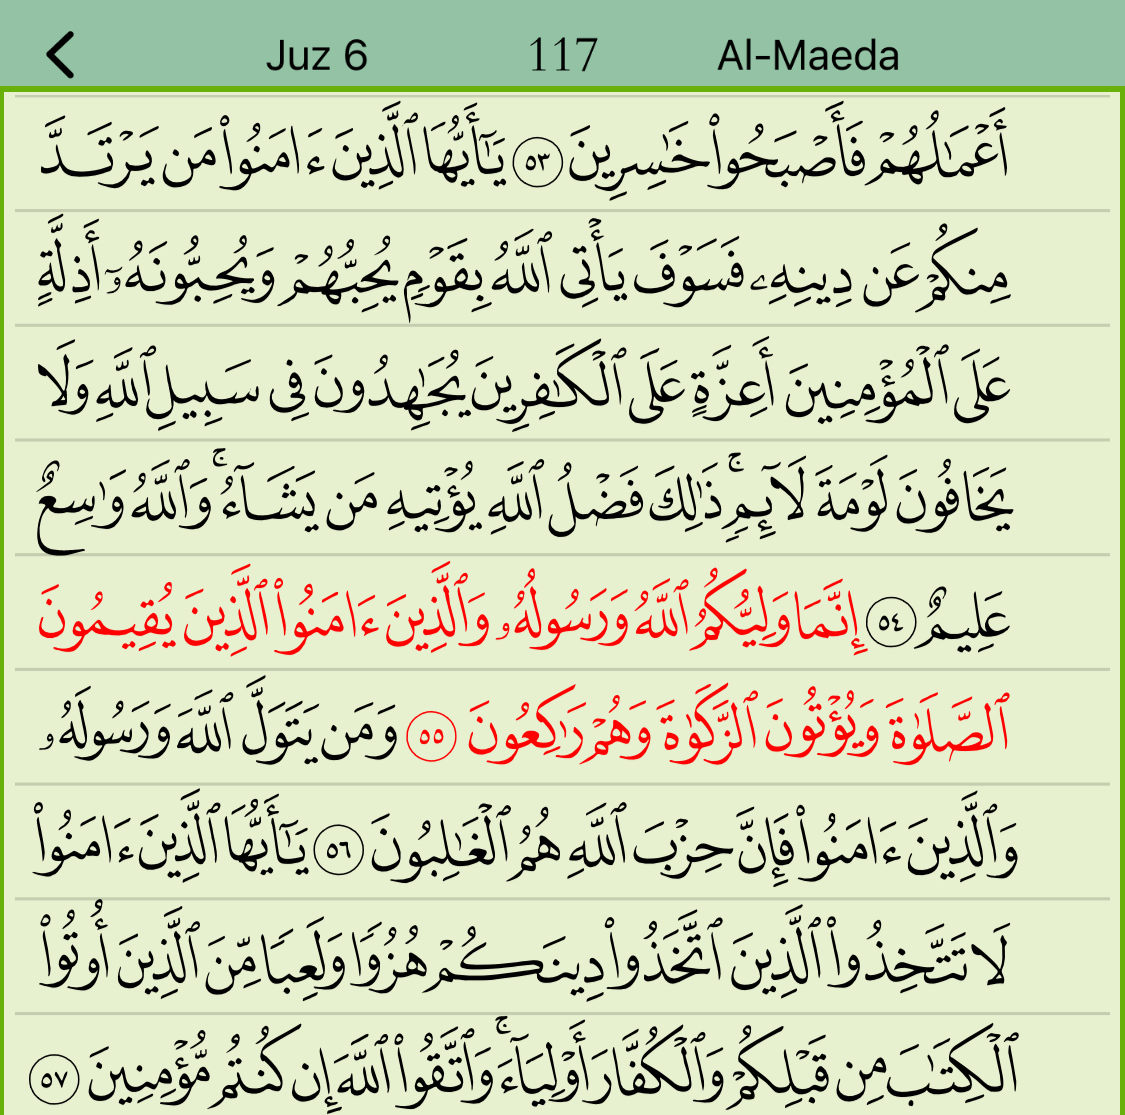 Juz 6 117 Al-Maeda
أَعْمَٰلُهُمْ فَأَصْبَحُوا۟ خَٰسِرِينَ ٥٣ يَٰٓأَيُّهَا ٱلَّذِينَ ءَامَنُوا۟ مَن يَرْتَدَّ
مِنكُمْ عَن دِينِهِۦ فَسَوْفَ يَأْتِى ٱللَّهُ بِقَوْمٍ يُحِبُّهُمْ وَيُحِبُّونَهُۥٓ أَذِلَّةٍ
عَلَى ٱلْمُؤْمِنِينَ أَعِزَّةٍ عَلَى ٱلْكَٰفِرِينَ يُجَٰهِدُونَ فِى سَبِيلِ ٱللَّهِ وَلَا
يَخَافُونَ لَوْمَةَ لَآئِمٍ ۚ ذَٰلِكَ فَضْلُ ٱللَّهِ يُؤْتِيهِ مَن يَشَآءُ ۚ وَٱللَّهُ وَٰسِعٌ
عَلِيمٌ ٥٤ إِنَّمَا وَلِيُّكُمُ ٱللَّهُ وَرَسُولُهُۥ وَٱلَّذِينَ ءَامَنُوا۟ ٱلَّذِينَ يُقِيمُونَ
ٱلصَّلَوٰةَ وَيُؤْتُونَ ٱلزَّكَوٰةَ وَهُمْ رَٰكِعُونَ ٥٥ وَمَن يَتَوَلَّ ٱللَّهَ وَرَسُولَهُۥ
وَٱلَّذِينَ ءَامَنُوا۟ فَإِنَّ حِزْبَ ٱللَّهِ هُمُ ٱلْغَٰلِبُونَ ٥٦ يَٰٓأَيُّهَا ٱلَّذِينَ ءَامَنُوا۟
لَا تَتَّخِذُوا۟ ٱلَّذِينَ ٱتَّخَذُوا۟ دِينَكُمْ هُزُوًا وَلَعِبًا مِّنَ ٱلَّذِينَ أُوتُوا۟
ٱلْكِتَٰبَ مِن قَبْلِكُمْ وَٱلْكُفَّارَ أَوْلِيَآءَ ۚ وَٱتَّقُوا۟ ٱللَّهَ إِن كُنتُم مُّؤْمِنِينَ ٥٧